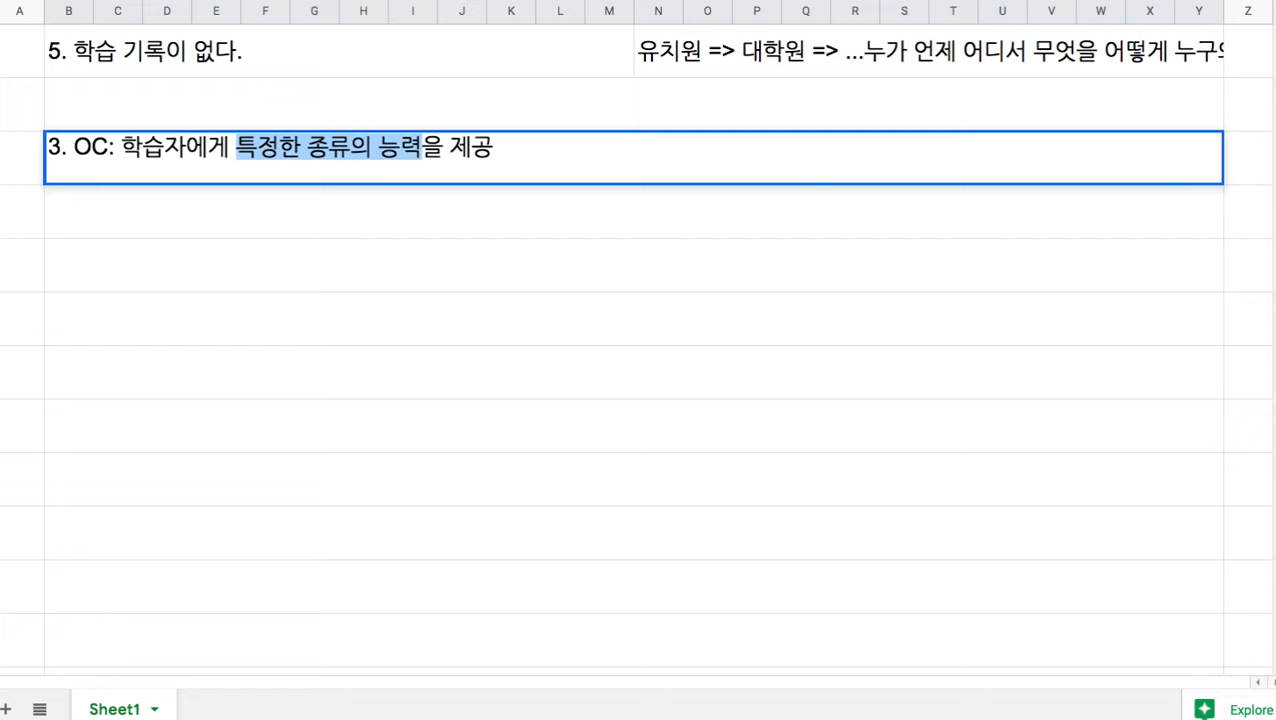 A B C D E F G H I J K L M N O P Q R S T U V W X Y Z
5. 학습 기록이 없다. 유치원 => 대학원 => ...누가 언제 어디서 무엇을 어떻게
3. OC: 학습자에게 특정한 종류의 능력을 제공
Sheet1 Explore